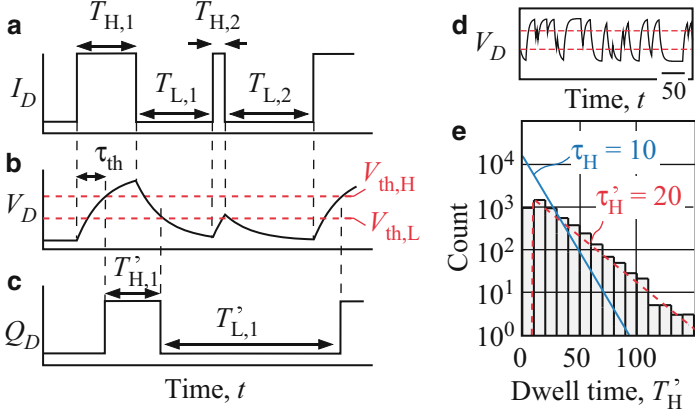 a
T_H,1
T_H,2
I_D
T_L,1
T_L,2
b
τ_th
V_th,H
V_D
V_th,L
c
T'_H,1
T'_L,1
Q_D
Time, t
d
V_D
50
Time, t
e
τ_H = 10
τ'_H = 20
Count
10^4
10^3
10^2
10^1
10^0
0 50 100
Dwell time, T'_H